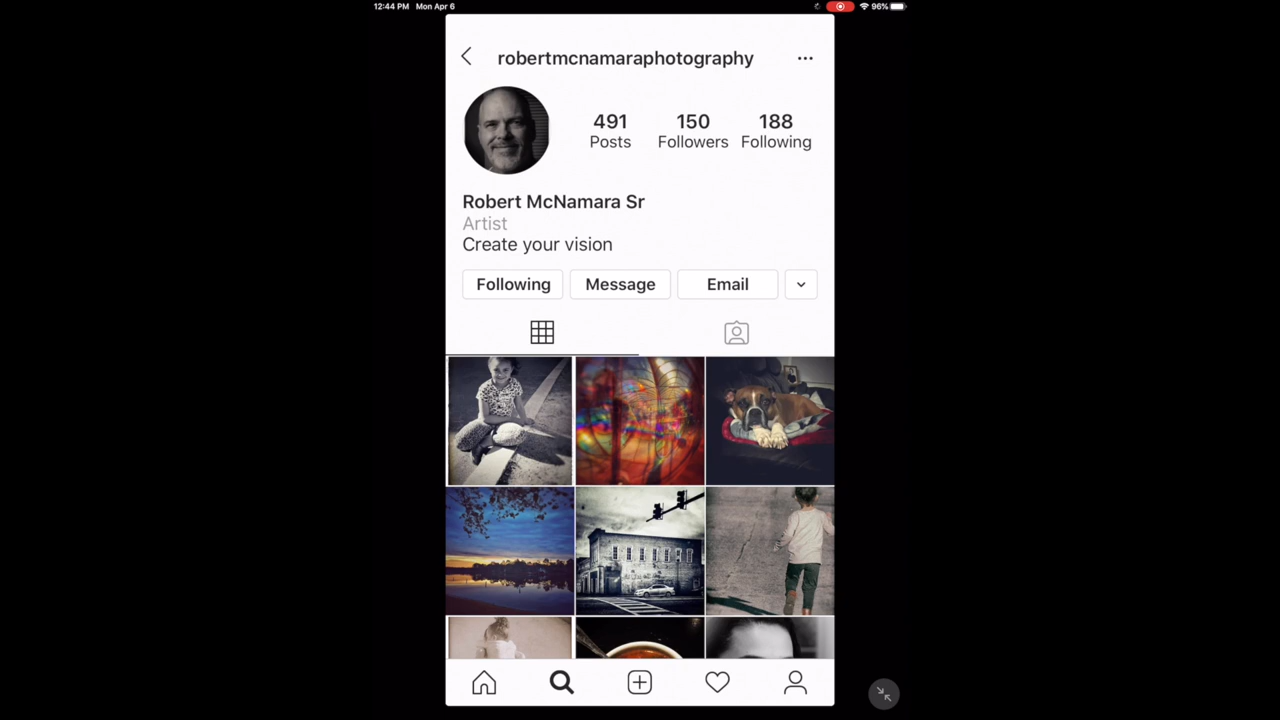 12:44 PM Mon Apr 6 96%
robertmcnamaraphotography
491 150 188
Posts Followers Following
Robert McNamara Sr
Artist
Create your vision
Following Message Email